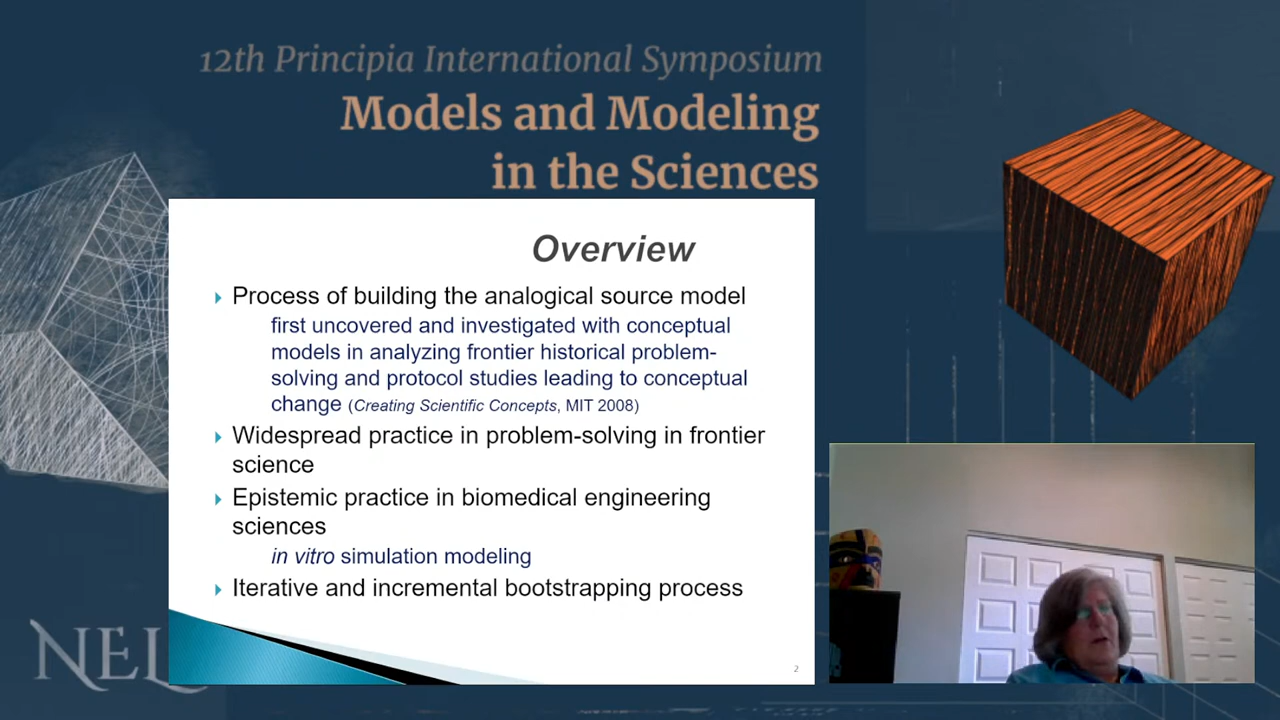 12th Principia International Symposium
Models and Modeling
in the Sciences
Overview
Process of building the analogical source model
first uncovered and investigated with conceptual
models in analyzing frontier historical problem-
solving and protocol studies leading to conceptual
change (Creating Scientific Concepts, MIT 2008)
Widespread practice in problem-solving in frontier
science
Epistemic practice in biomedical engineering
sciences
in vitro simulation modeling
Iterative and incremental bootstrapping process
2
NEL